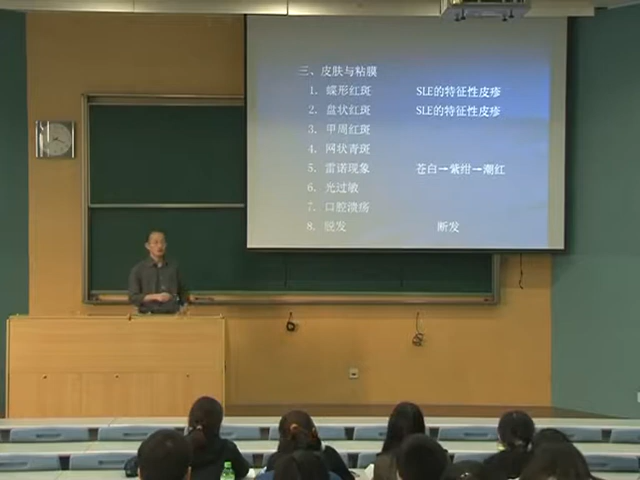 三、皮肤与粘膜
1. 蝶形红斑 SLE的特征性皮疹
2. 盘状红斑 SLE的特征性皮疹
3. 甲周红斑
4. 网状青斑
5. 雷诺现象 苍白→紫绀→潮红
6. 光过敏
7. 口腔溃疡
8. 脱发 断发